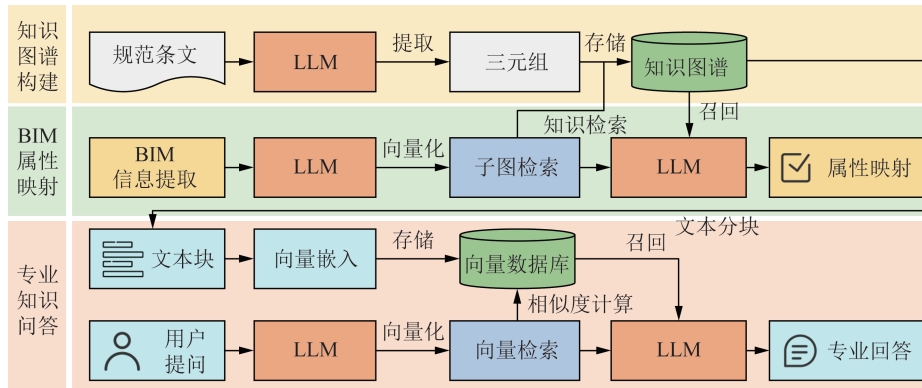 知识
图谱
构建
规范条文
LLM
提取
三元组
存储
知识图谱
召回
知识检索
BIM
属性
映射
BIM
信息提取
LLM
向量化
子图检索
LLM
属性映射
文本分块
专业
知识
问答
文本块
向量嵌入
存储
向量数据库
召回
相似度计算
用户
提问
LLM
向量化
向量检索
LLM
专业回答